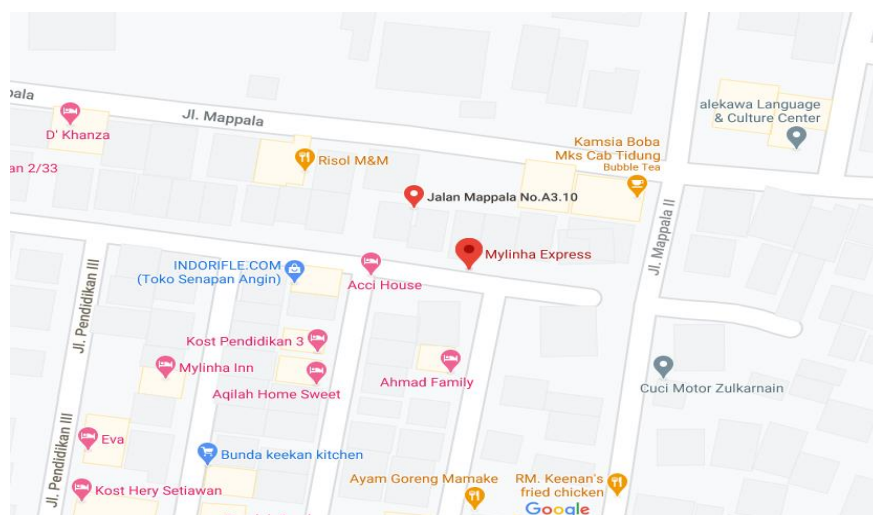 pala
Jl. Mappala
D' Khanza
an 2/33
Risol M&M
alekawa Language
& Culture Center
Kamsia Boba
Mks Cab Tidung
Bubble Tea
Jalan Mappala No.A3.10
Jl. Mappala II
Mylinha Express
INDORIFLE.COM
(Toko Senapan Angin)
Acci House
Jl. Pendidikan III
Kost Pendidikan 3
Mylinha Inn
Aqilah Home Sweet
Ahmad Family
Cuci Motor Zulkarnain
Eva
Bunda keekan kitchen
Jl. Pendidikan III
Kost Hery Setiawan
Ayam Goreng Mamake
RM. Keenan's
fried chicken
Google